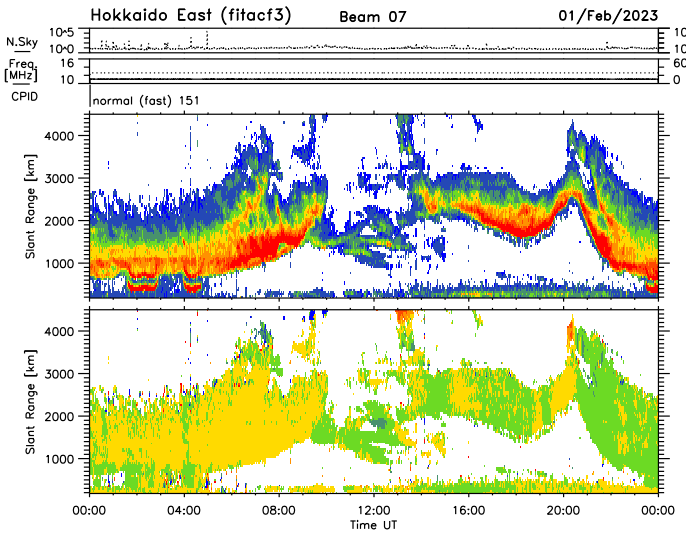 Hokkaido East (fitacf3) Beam 07 01/Feb/2023
N.Sky 10^5 10^0 10 10
Freq. [MHz] 16 10 60 0
CPID normal (fast) 151
Slant Range [km] 4000 3000 2000 1000
Slant Range [km] 4000 3000 2000 1000
00:00 04:00 08:00 12:00 16:00 20:00 00:00
Time UT